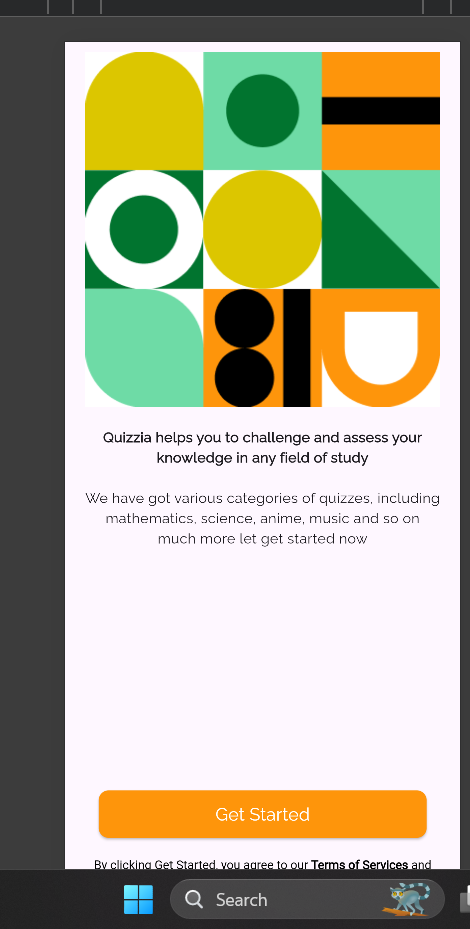 Quizzia helps you to challenge and assess your
knowledge in any field of study
We have got various categories of quizzes, including
mathematics, science, anime, music and so on
much more let get started now
Get Started
By clicking Get Started, you agree to our Terms of Services and
Search